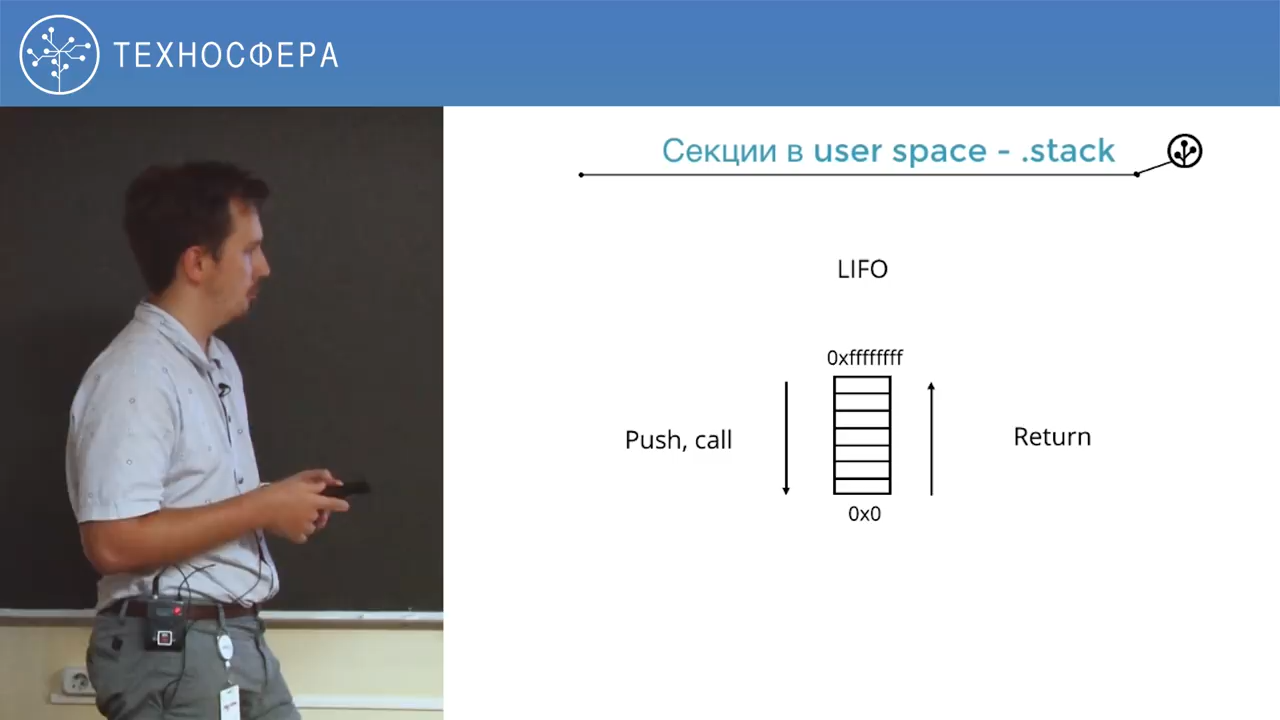 ТЕХНОСФЕРА
Секции в user space - .stack
LIFO
0xffffffff
Push, call
Return
0x0